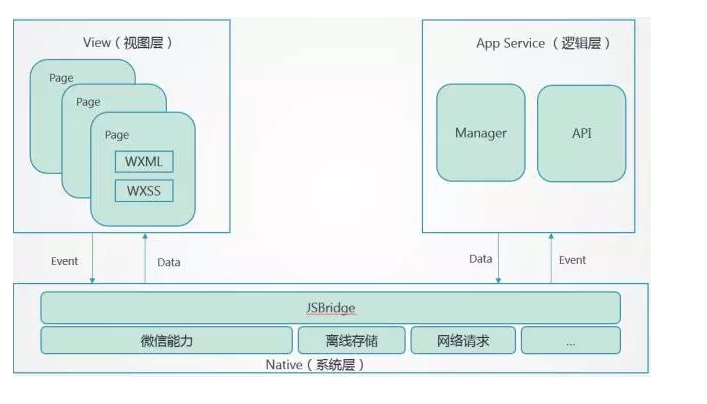 View（视图层）
App Service （逻辑层）
Page
Page
Page
WXML
WXSS
Manager
API
Event
Data
Data
Event
JSBridge
微信能力
离线存储
网络请求
...
Native（系统层）